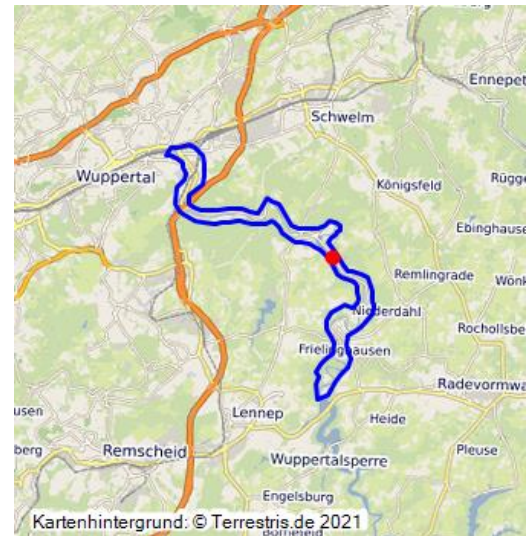 Ennepet
Schwelm
Wuppertal
Königsfeld
Rügge
Ebinghause
Remlingrade
Wönk
Niederdahl
Rochollsbe
Frielinghausen
Radevormwa
usen
Lennep
Heide
berg
Remscheid
Pleuse
Wuppertalsperre
Engelsburg
Kartenhintergrund: © Terrestris.de 2021